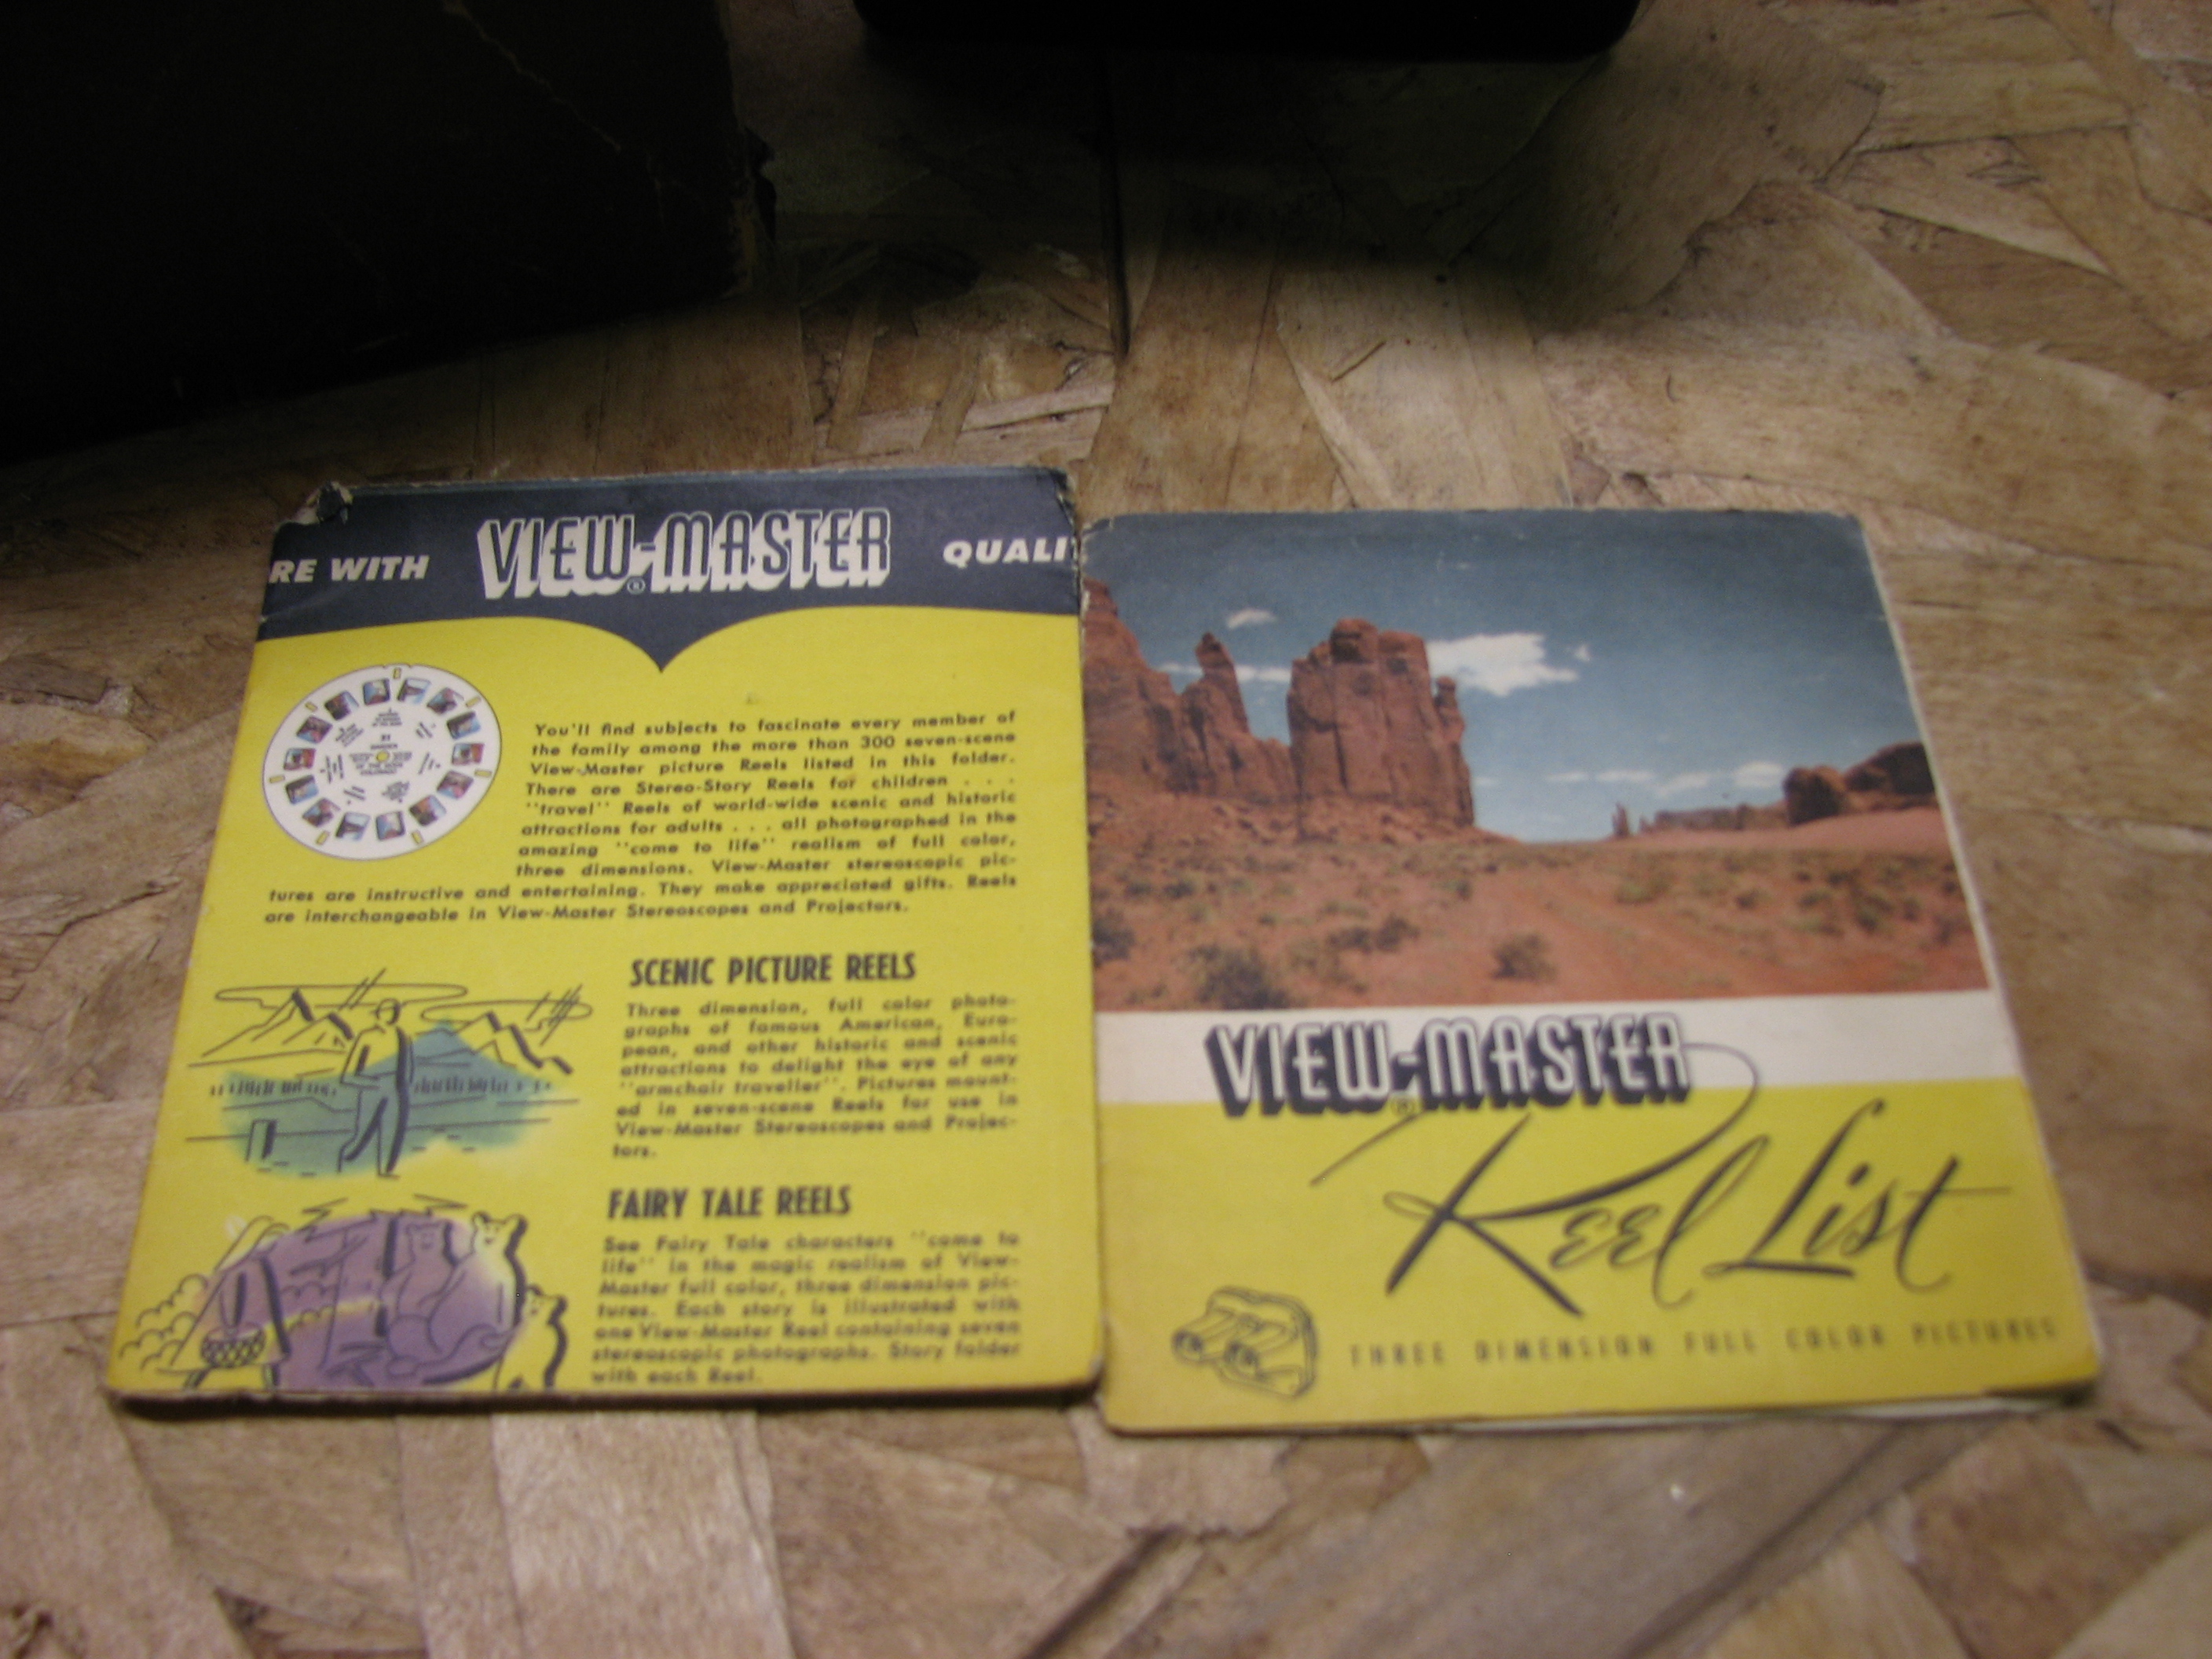 RE WITH VIEW-MASTER ® QUALI
You'll find subjects to fascinate every member of
the family among the more than 300 seven-scene
View-Master picture Reels listed in this folder.
There are Stereo-Story Reels for children . . .
"travel" Reels of world-wide scenic and historic
attractions for adults . . . all photographed in the
amazing "come to life" realism of full color,
three dimensions. View-Master stereoscopic pic-
tures are instructive and entertaining. They make appreciated gifts. Reels
are interchangeable in View-Master Stereoscopes and Projectors.
SCENIC PICTURE REELS
Three dimension, full color photo-
graphs of famous American, Euro-
pean, and other historic and scenic
attractions to delight the eye of any
"armchair traveller". Pictures mount-
ed in seven-scene Reels for use in
View-Master Stereoscopes and Projec-
tors.
FAIRY TALE REELS
See Fairy Tale characters "come to
life" in the magic realism of View-
Master full color, three dimension pic-
tures. Each story is illustrated with
one View-Master Reel containing seven
stereoscopic photographs. Story folder
with each Reel.
VIEW-MASTER ®
Reel List
THREE DIMENSION FULL COLOR PICTURES